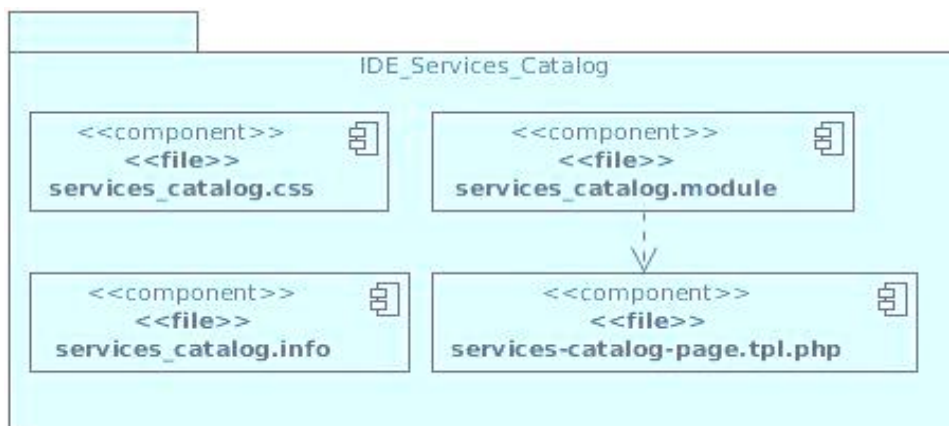 IDE_Services_Catalog
<<component>>
<<file>>
services_catalog.css
<<component>>
<<file>>
services_catalog.module
<<component>>
<<file>>
services_catalog.info
<<component>>
<<file>>
services-catalog-page.tpl.php